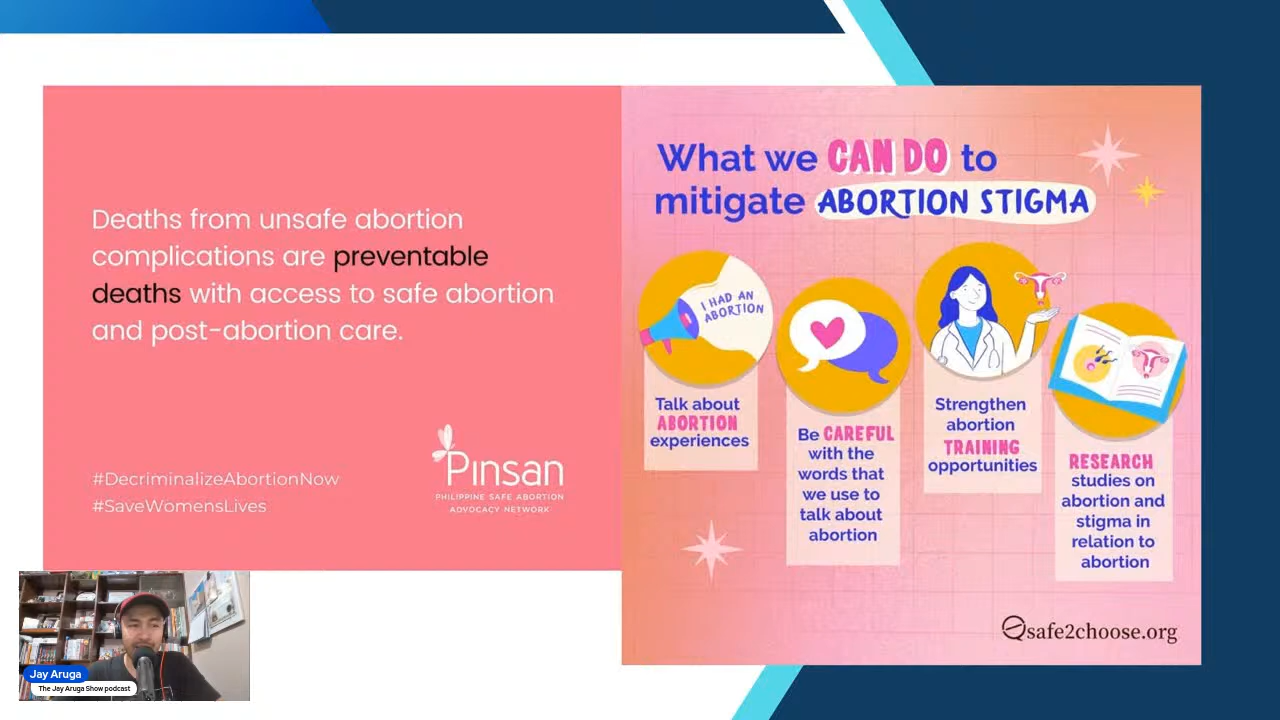 Deaths from unsafe abortion
complications are preventable
deaths with access to safe abortion
and post-abortion care.
#DecriminalizeAbortionNow
#SaveWomensLives
Pinsan
PHILIPPINE SAFE ABORTION
ADVOCACY NETWORK
What we CAN DO to
mitigate ABORTION STIGMA
I HAD AN
ABORTION
Talk about
ABORTION
experiences
Be CAREFUL
with the
words that
we use to
talk about
abortion
Strengthen
abortion
TRAINING
opportunities
RESEARCH
studies on
abortion and
stigma in
relation to
abortion
safe2choose.org
Jay Aruga
The Jay Aruga Show podcast